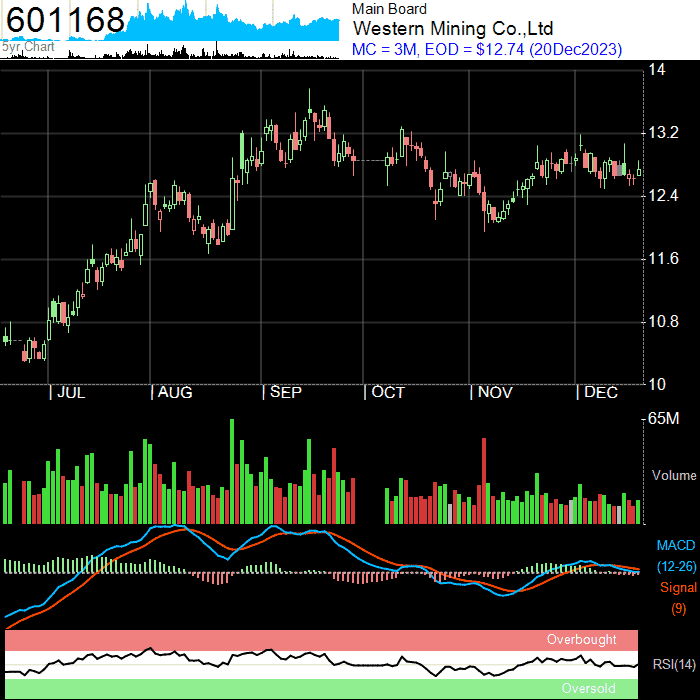 601168
5yr Chart
Main Board
Western Mining Co.,Ltd
MC = 3M, EOD = $12.74 (20Dec2023)
14
13.2
12.4
11.6
10.8
10
JUL
AUG
SEP
OCT
NOV
DEC
65M
Volume
MACD
(12-26)
Signal
(9)
Overbought
RSI(14)
Oversold